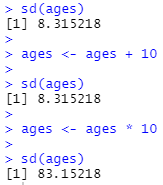 > sd(ages)
[1] 8.315218
>
> ages <- ages + 10
>
> sd(ages)
[1] 8.315218
>
> ages <- ages * 10
>
> sd(ages)
[1] 83.15218